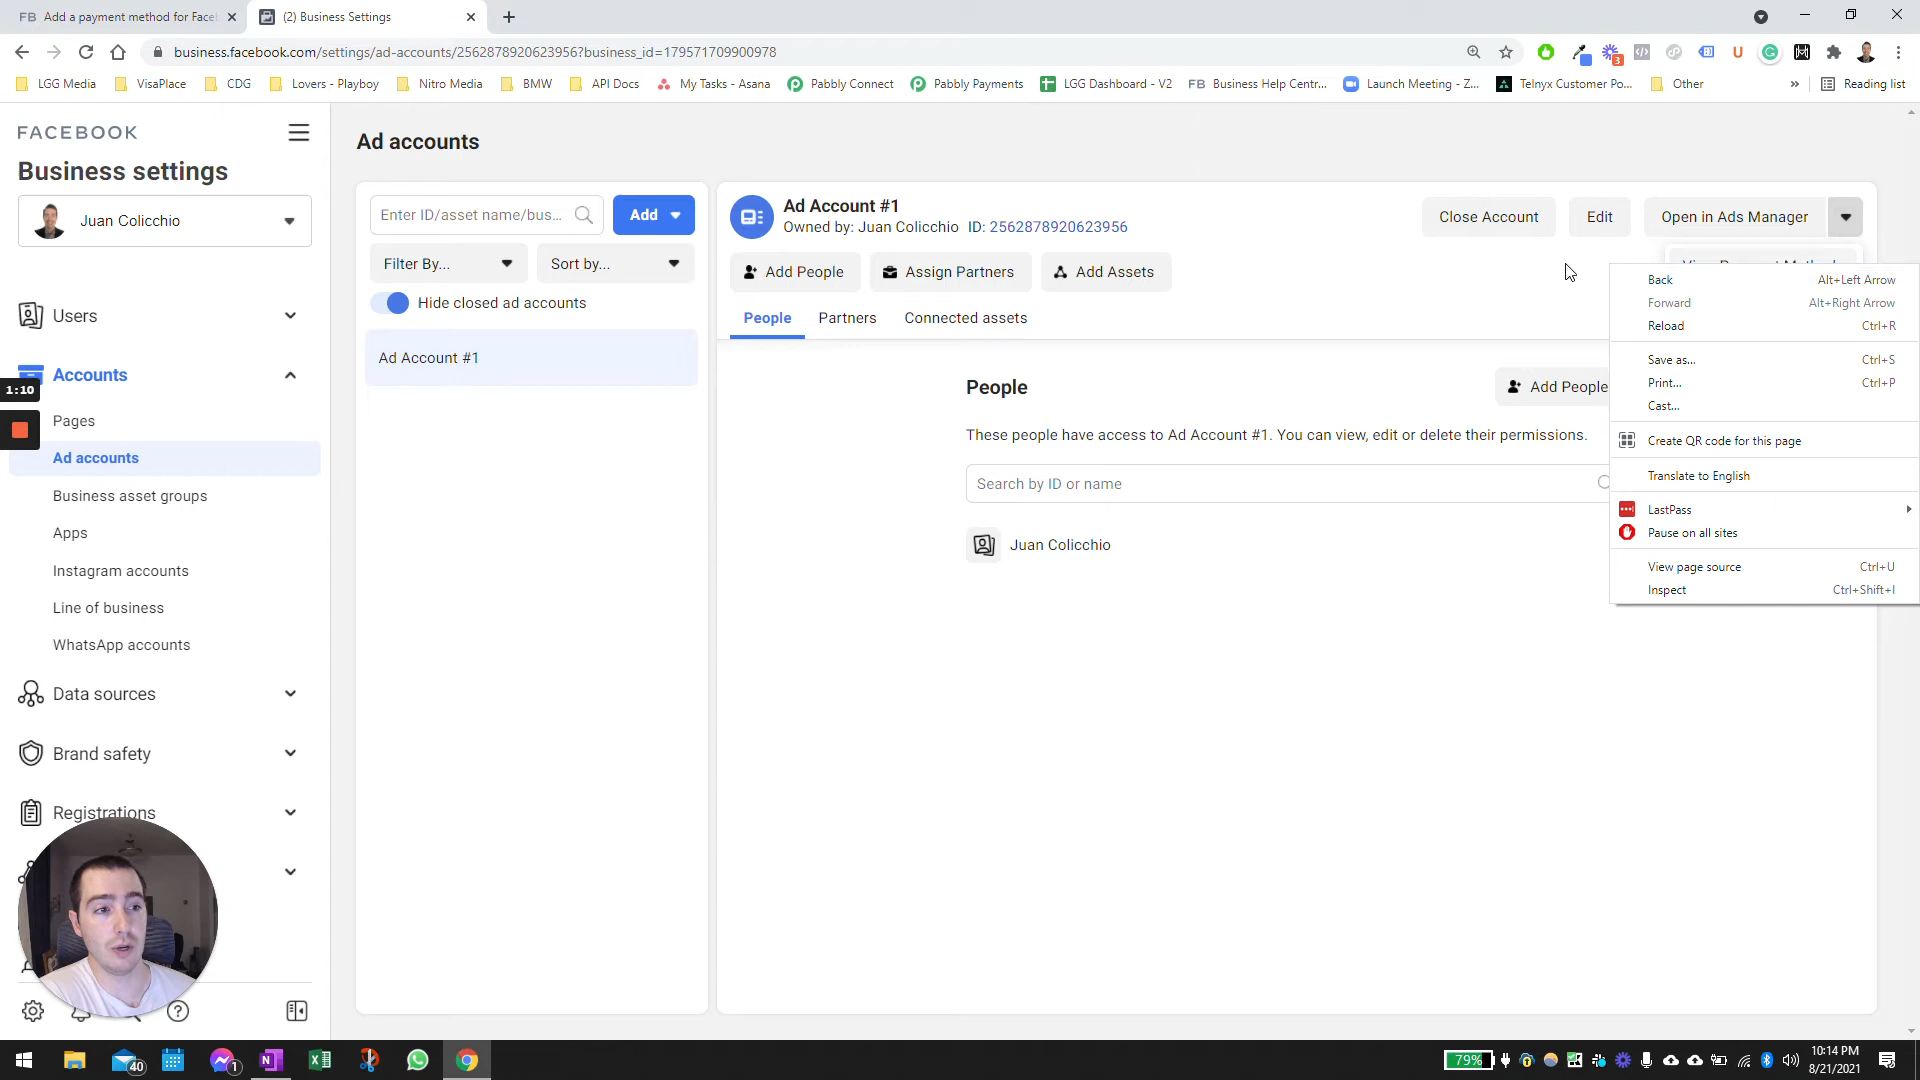 FB Add a payment method for Facel
(2) Business Settings
business.facebook.com/settings/ad-accounts/2562878920623956?business_id=179571709900978
3
LGG Media
VisaPlace
CDG
Lovers - Playboy
Nitro Media
BMW
API Docs
My Tasks - Asana
Pabbly Connect
Pabbly Payments
LGG Dashboard - V2
FB Business Help Centr...
Launch Meeting - Z...
Telnyx Customer Po...
Other
»
Reading list
FACEBOOK
Business settings
Juan Colicchio
Users
Accounts
1:10
Pages
Ad accounts
Business asset groups
Apps
Instagram accounts
Line of business
WhatsApp accounts
Data sources
Brand safety
Registrations
Ad accounts
Enter ID/asset name/bus...
Add
Filter By...
Sort by...
Hide closed ad accounts
Ad Account #1
Ad Account #1
Owned by: Juan Colicchio ID: 2562878920623956
Close Account
Edit
Open in Ads Manager
Add People
Assign Partners
Add Assets
People
Partners
Connected assets
People
Add People
These people have access to Ad Account #1. You can view, edit or delete their permissions.
Search by ID or name
Juan Colicchio
Back Alt+Left Arrow
Forward Alt+Right Arrow
Reload Ctrl+R
Save as... Ctrl+S
Print... Ctrl+P
Cast...
Create QR code for this page
Translate to English
LastPass
Pause on all sites
View page source Ctrl+U
Inspect Ctrl+Shift+I
40
1
79%
10:14 PM
8/21/2021